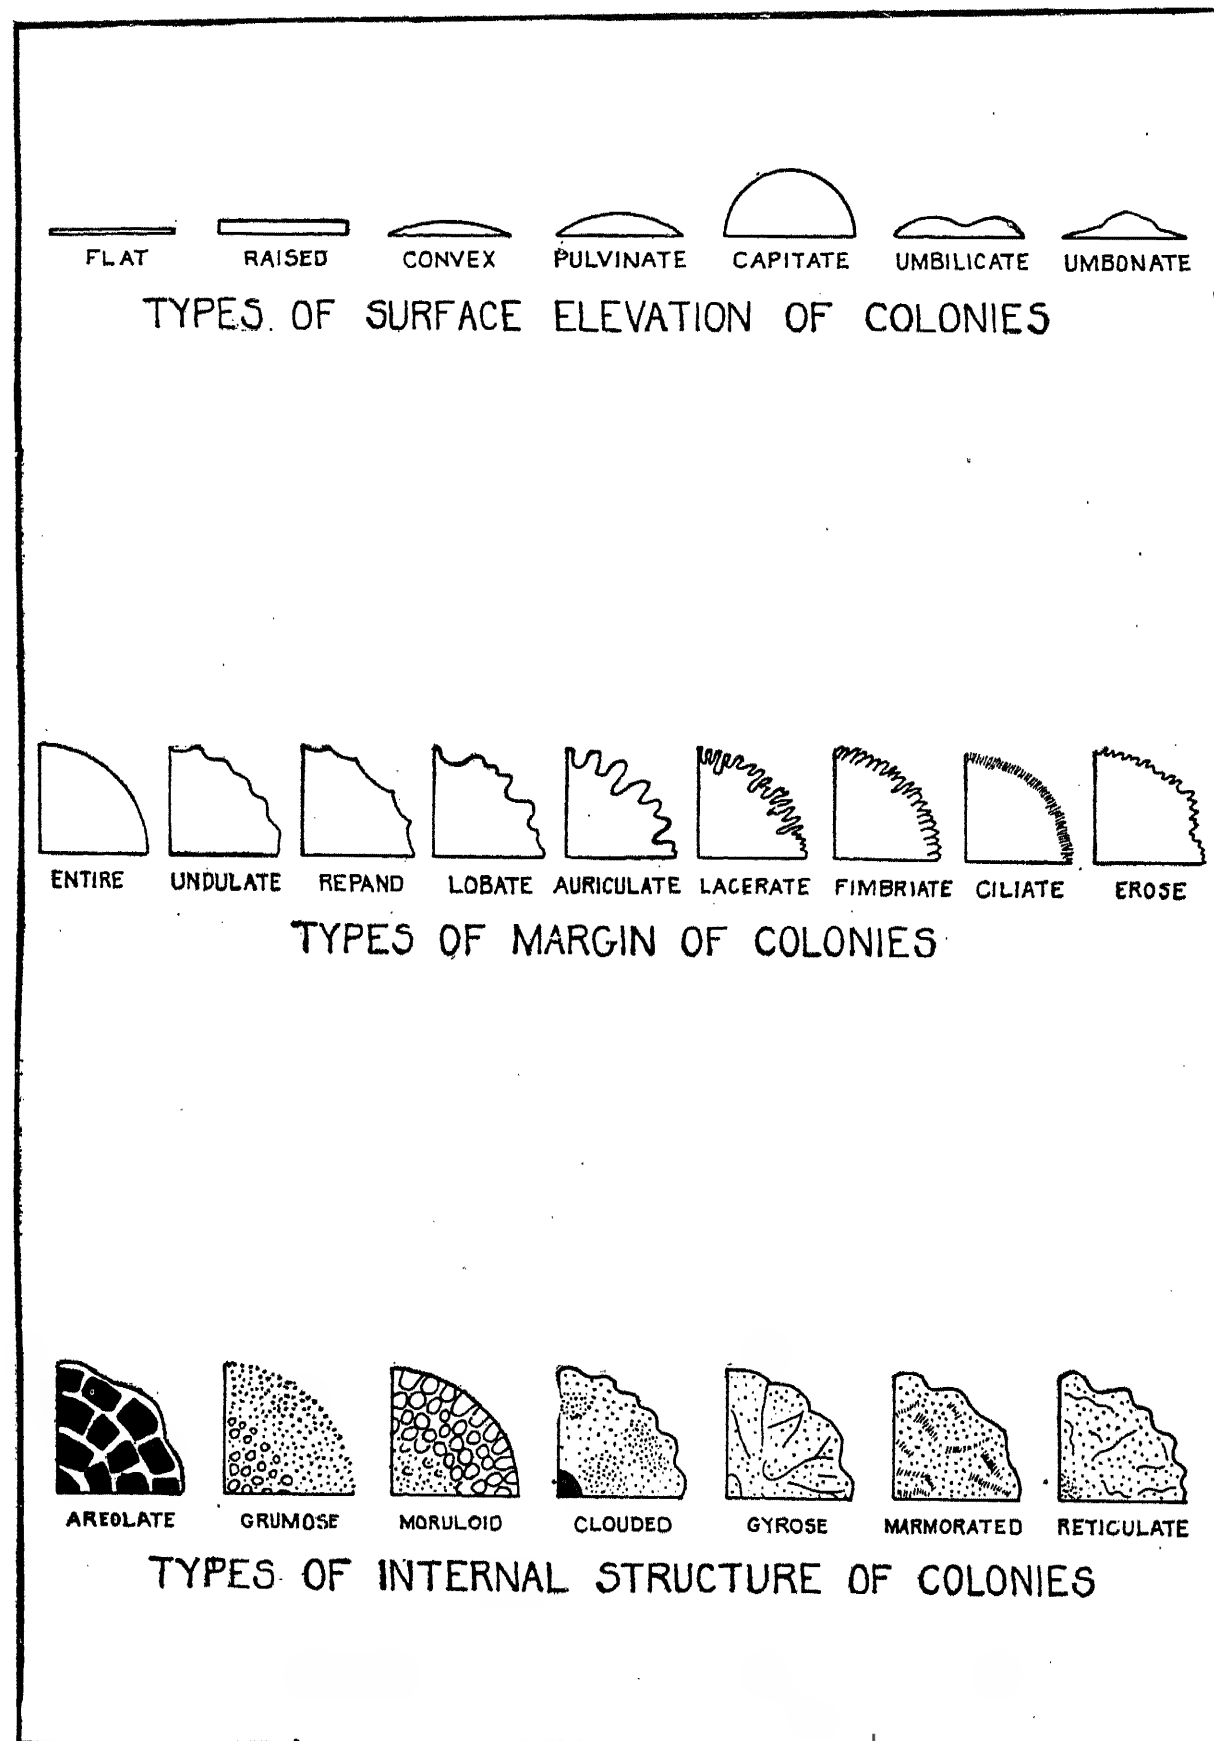 FLAT RAISED CONVEX PULVINATE CAPITATE UMBILICATE UMBONATE
TYPES OF SURFACE ELEVATION OF COLONIES
ENTIRE UNDULATE REPAND LOBATE AURICULATE LACERATE FIMBRIATE CILIATE EROSE
TYPES OF MARGIN OF COLONIES
AREOLATE GRUMOSE MORULOID CLOUDED GYROSE MARMORATED RETICULATE
TYPES OF INTERNAL STRUCTURE OF COLONIES